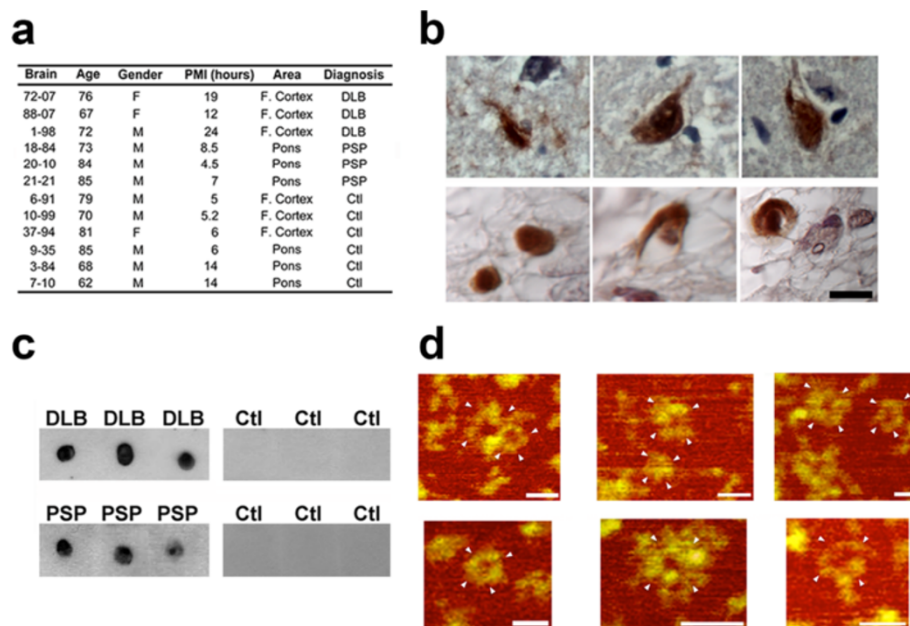 a
Brain Age Gender PMI (hours) Area Diagnosis
72-07 76 F 19 F. Cortex DLB
88-07 67 F 12 F. Cortex DLB
1-98 72 M 24 F. Cortex DLB
18-84 73 M 8.5 Pons PSP
20-10 84 M 4.5 Pons PSP
21-21 85 M 7 Pons PSP
6-91 79 M 5 F. Cortex Ctl
10-99 70 M 5.2 F. Cortex Ctl
37-94 81 F 6 F. Cortex Ctl
9-35 85 M 6 Pons Ctl
3-84 68 M 14 Pons Ctl
7-10 62 M 14 Pons Ctl
b
c
DLB DLB DLB Ctl Ctl Ctl
PSP PSP PSP Ctl Ctl Ctl
d